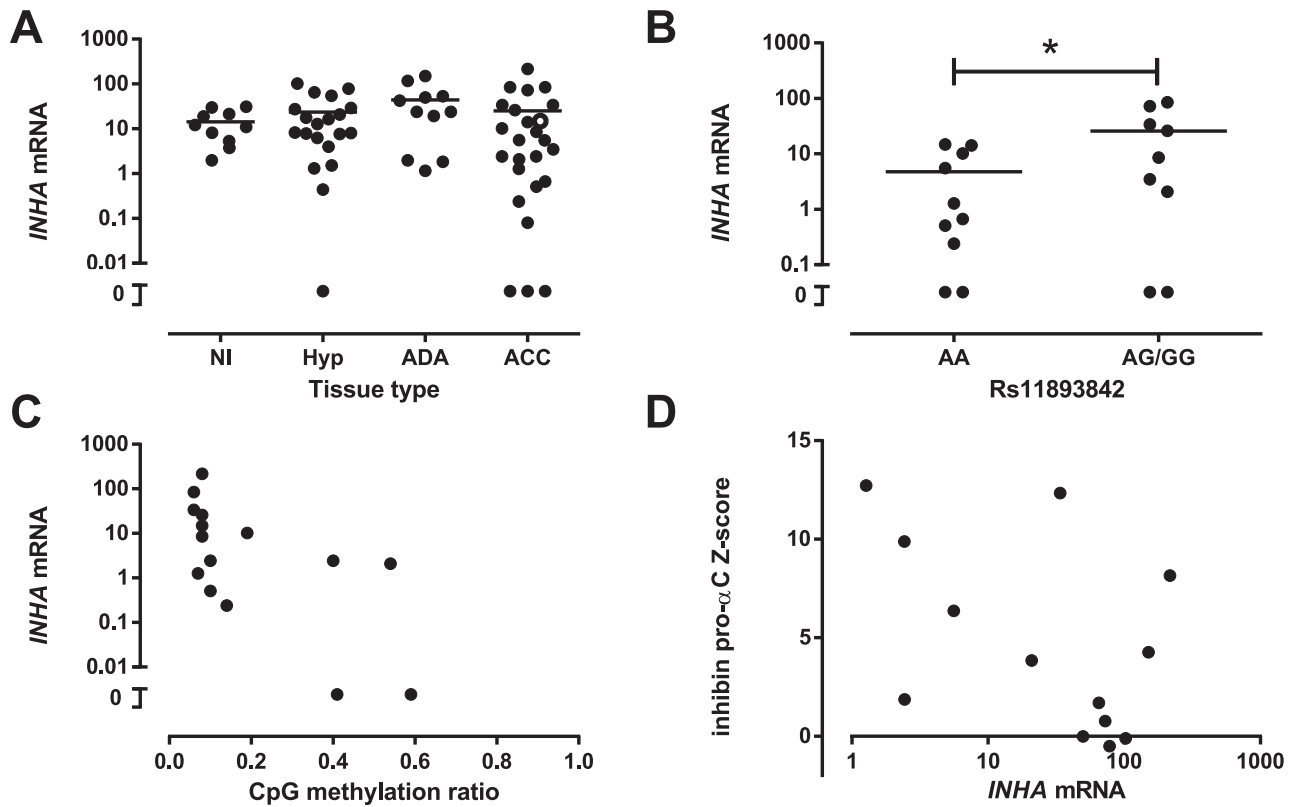 A
INHA mRNA
1000
100
10
1
0.1
0.01
0
NI Hyp ADA ACC
Tissue type
B
INHA mRNA
1000
100
10
1
0.1
0
*
AA AG/GG
Rs11893842
C
INHA mRNA
1000
100
10
1
0.1
0.01
0
0.0 0.2 0.4 0.6 0.8 1.0
CpG methylation ratio
D
inhibin pro-αC Z-score
15
10
5
0
1 10 100 1000
INHA mRNA